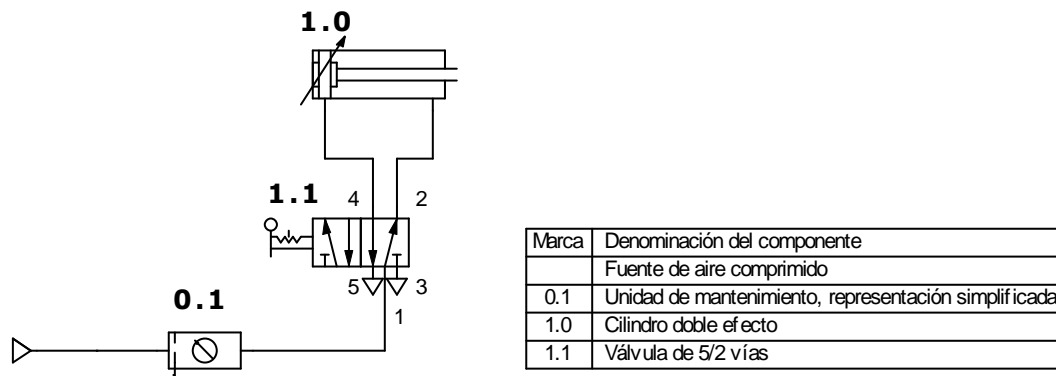 1.0
1.1
4
2
5
3
1
0.1
Marca Denominación del componente
Fuente de aire comprimido
0.1 Unidad de mantenimiento, representación simplificada
1.0 Cilindro doble efecto
1.1 Válvula de 5/2 vías